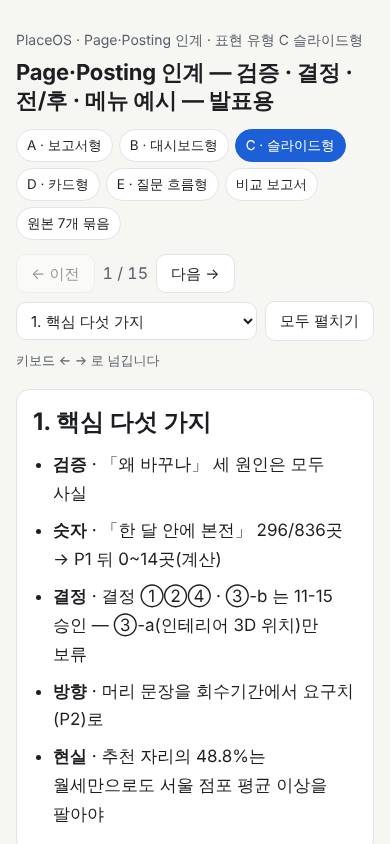 PlaceOS · Page·Posting 인계 · 표현 유형 C 슬라이드형
Page·Posting 인계 — 검증 · 결정 ·
전/후 · 메뉴 예시 — 발표용
A · 보고서형
B · 대시보드형
C · 슬라이드형
D · 카드형
E · 질문 흐름형
비교 보고서
원본 7개 묶음
← 이전
1 / 15
다음 →
1. 핵심 다섯 가지
모두 펼치기
키보드 ← → 로 넘깁니다
1. 핵심 다섯 가지
• 검증 · 「왜 바꾸나」 세 원인은 모두
사실
• 숫자 · 「한 달 안에 본전」 296/836곳
→ P1 뒤 0~14곳(계산)
• 결정 · 결정 ①②④ · ③-b 는 11-15
승인 — ③-a(인테리어 3D 위치)만
보류
• 방향 · 머리 문장을 회수기간에서 요구치
(P2)로
• 현실 · 추천 자리의 48.8%는
월세만으로도 서울 점포 평균 이상을
팔아야